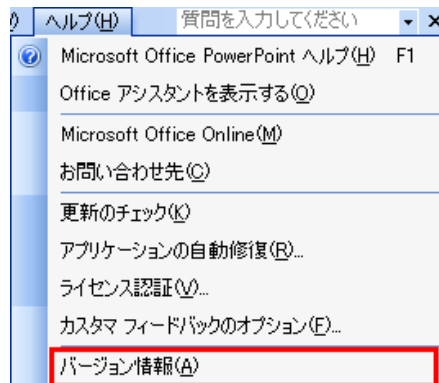 ヘルプ(H) 質問を入力してください
Microsoft Office PowerPoint ヘルプ(H) F1
Office アシスタントを表示する(O)
Microsoft Office Online(M)
お問い合わせ先(C)
更新のチェック(K)
アプリケーションの自動修復(R)...
ライセンス認証(V)...
カスタマ フィードバックのオプション(F)...
バージョン情報(A)